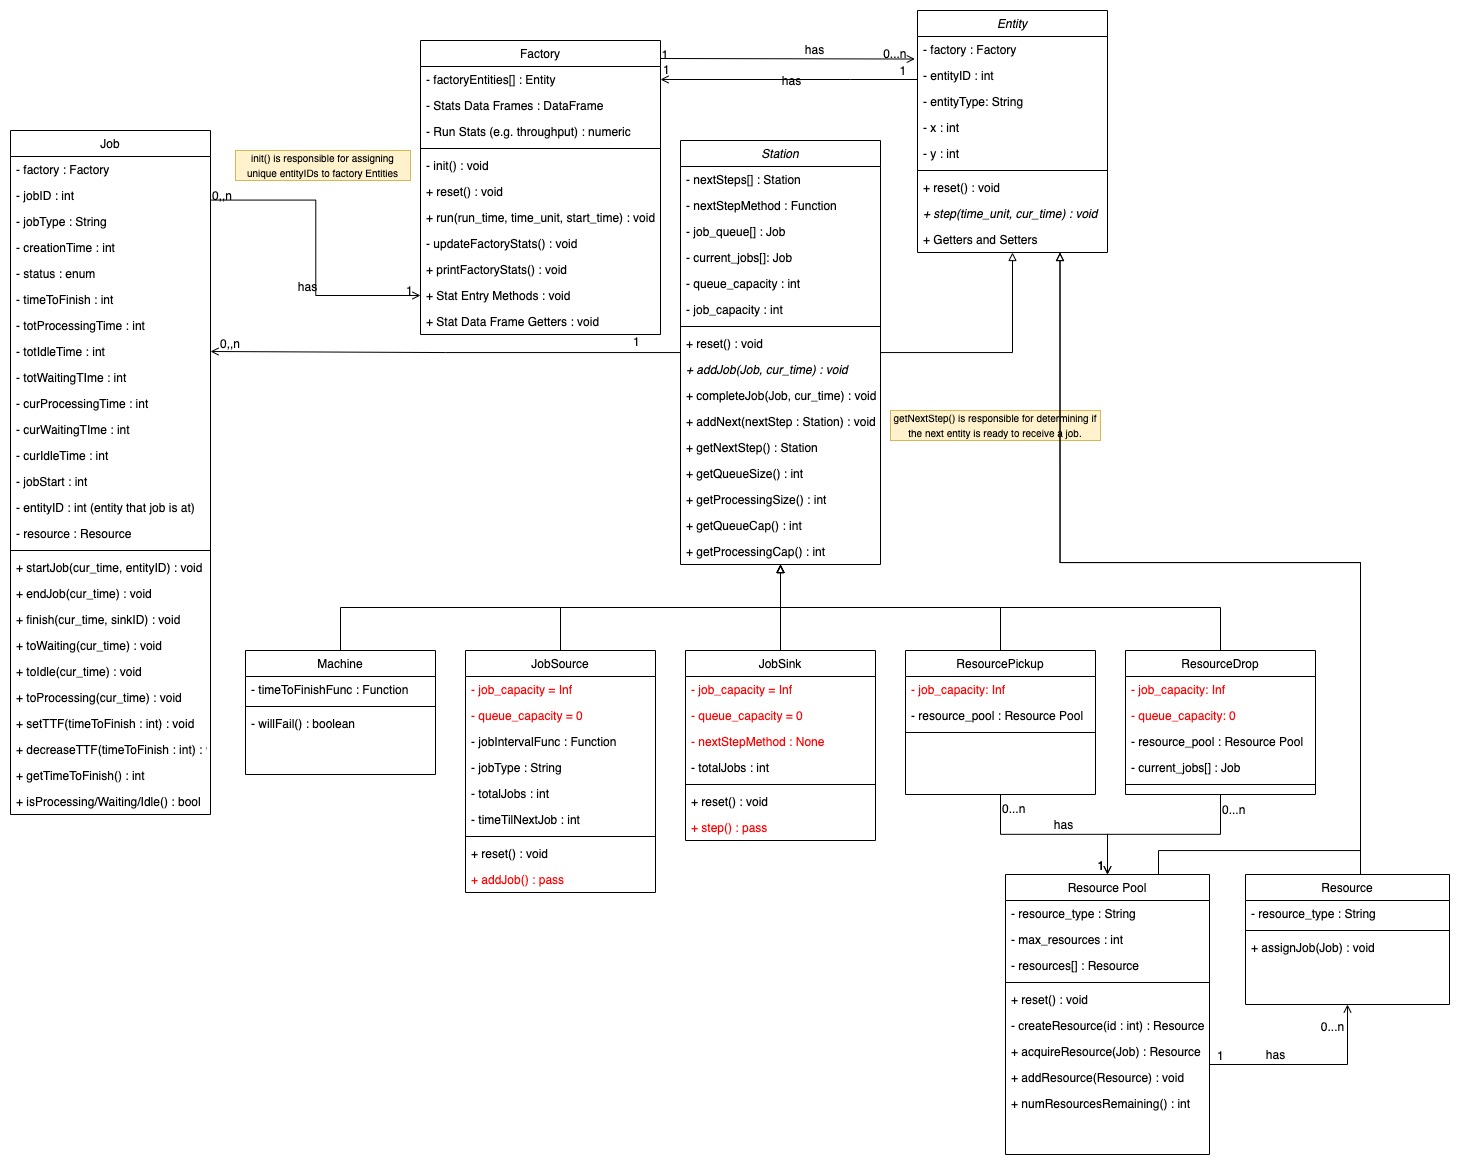 Entity
- factory : Factory
- entityID : int
- entityType: String
- x : int
- y : int
+ reset() : void
+ step(time_unit, cur_time) : void
+ Getters and Setters
Factory
- factoryEntities[] : Entity
- Stats Data Frames : DataFrame
- Run Stats (e.g. throughput) : numeric
- init() : void
+ reset() : void
+ run(run_time, time_unit, start_time) : void
- updateFactoryStats() : void
+ printFactoryStats() : void
+ Stat Entry Methods : void
+ Stat Data Frame Getters : void
1
has
0...n
1
has
1
Job
- factory : Factory
- jobID : int
- jobType : String
- creationTime : int
- status : enum
- timeToFinish : int
- totProcessingTime : int
- totIdleTime : int
- totWaitingTIme : int
- curProcessingTime : int
- curWaitingTIme : int
- curIdleTime : int
- jobStart : int
- entityID : int (entity that job is at)
- resource : Resource
+ startJob(cur_time, entityID) : void
+ endJob(cur_time) : void
+ finish(cur_time, sinkID) : void
+ toWaiting(cur_time) : void
+ toIdle(cur_time) : void
+ toProcessing(cur_time) : void
+ setTTF(timeToFinish : int) : void
+ decreaseTTF(timeToFinish : int) :
+ getTimeToFinish() : int
+ isProcessing/Waiting/Idle() : bool
init() is responsible for assigning
unique entityIDs to factory Entities
0,,n
has
1
0,,n
1
Station
- nextSteps[] : Station
- nextStepMethod : Function
- job_queue[] : Job
- current_jobs[]: Job
- queue_capacity : int
- job_capacity : int
+ reset() : void
+ addJob(Job, cur_time) : void
+ completeJob(Job, cur_time) : void
+ addNext(nextStep : Station) : void
+ getNextStep() : Station
+ getQueueSize() : int
+ getProcessingSize() : int
+ getQueueCap() : int
+ getProcessingCap() : int
getNextStep() is responsible for determining if
the next entity is ready to receive a job.
Machine
- timeToFinishFunc : Function
- willFail() : boolean
JobSource
- job_capacity = Inf
- queue_capacity = 0
- jobIntervalFunc : Function
- jobType : String
- totalJobs : int
- timeTilNextJob : int
+ reset() : void
+ addJob() : pass
JobSink
- job_capacity = Inf
- queue_capacity = 0
- nextStepMethod : None
- totalJobs : int
+ reset() : void
+ step() : pass
ResourcePickup
- job_capacity: Inf
- resource_pool : Resource Pool
ResourceDrop
- job_capacity: Inf
- queue_capacity: 0
- resource_pool : Resource Pool
- current_jobs[] : Job
0...n
0...n
has
1
Resource Pool
- resource_type : String
- max_resources : int
- resources[] : Resource
+ reset() : void
- createResource(id : int) : Resource
+ acquireResource(Job) : Resource
+ addResource(Resource) : void
+ numResourcesRemaining() : int
Resource
- resource_type : String
+ assignJob(Job) : void
0...n
1
has